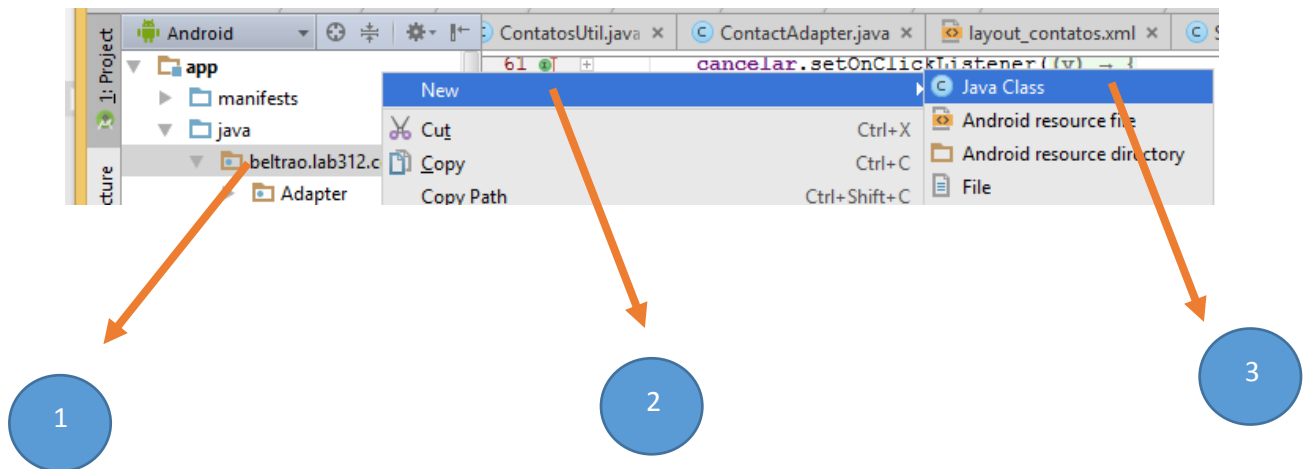 Android
ContatosUtil.java
ContactAdapter.java
layout_contatos.xml
1: Project
app
61
cancelar.setOnClickListener((v) → {
manifests
New
Java Class
java
Cut
Ctrl+X
Android resource file
beltrao.lab312.c
Copy
Ctrl+C
Android resource directory
Adapter
Copy Path
Ctrl+Shift+C
File
1
2
3